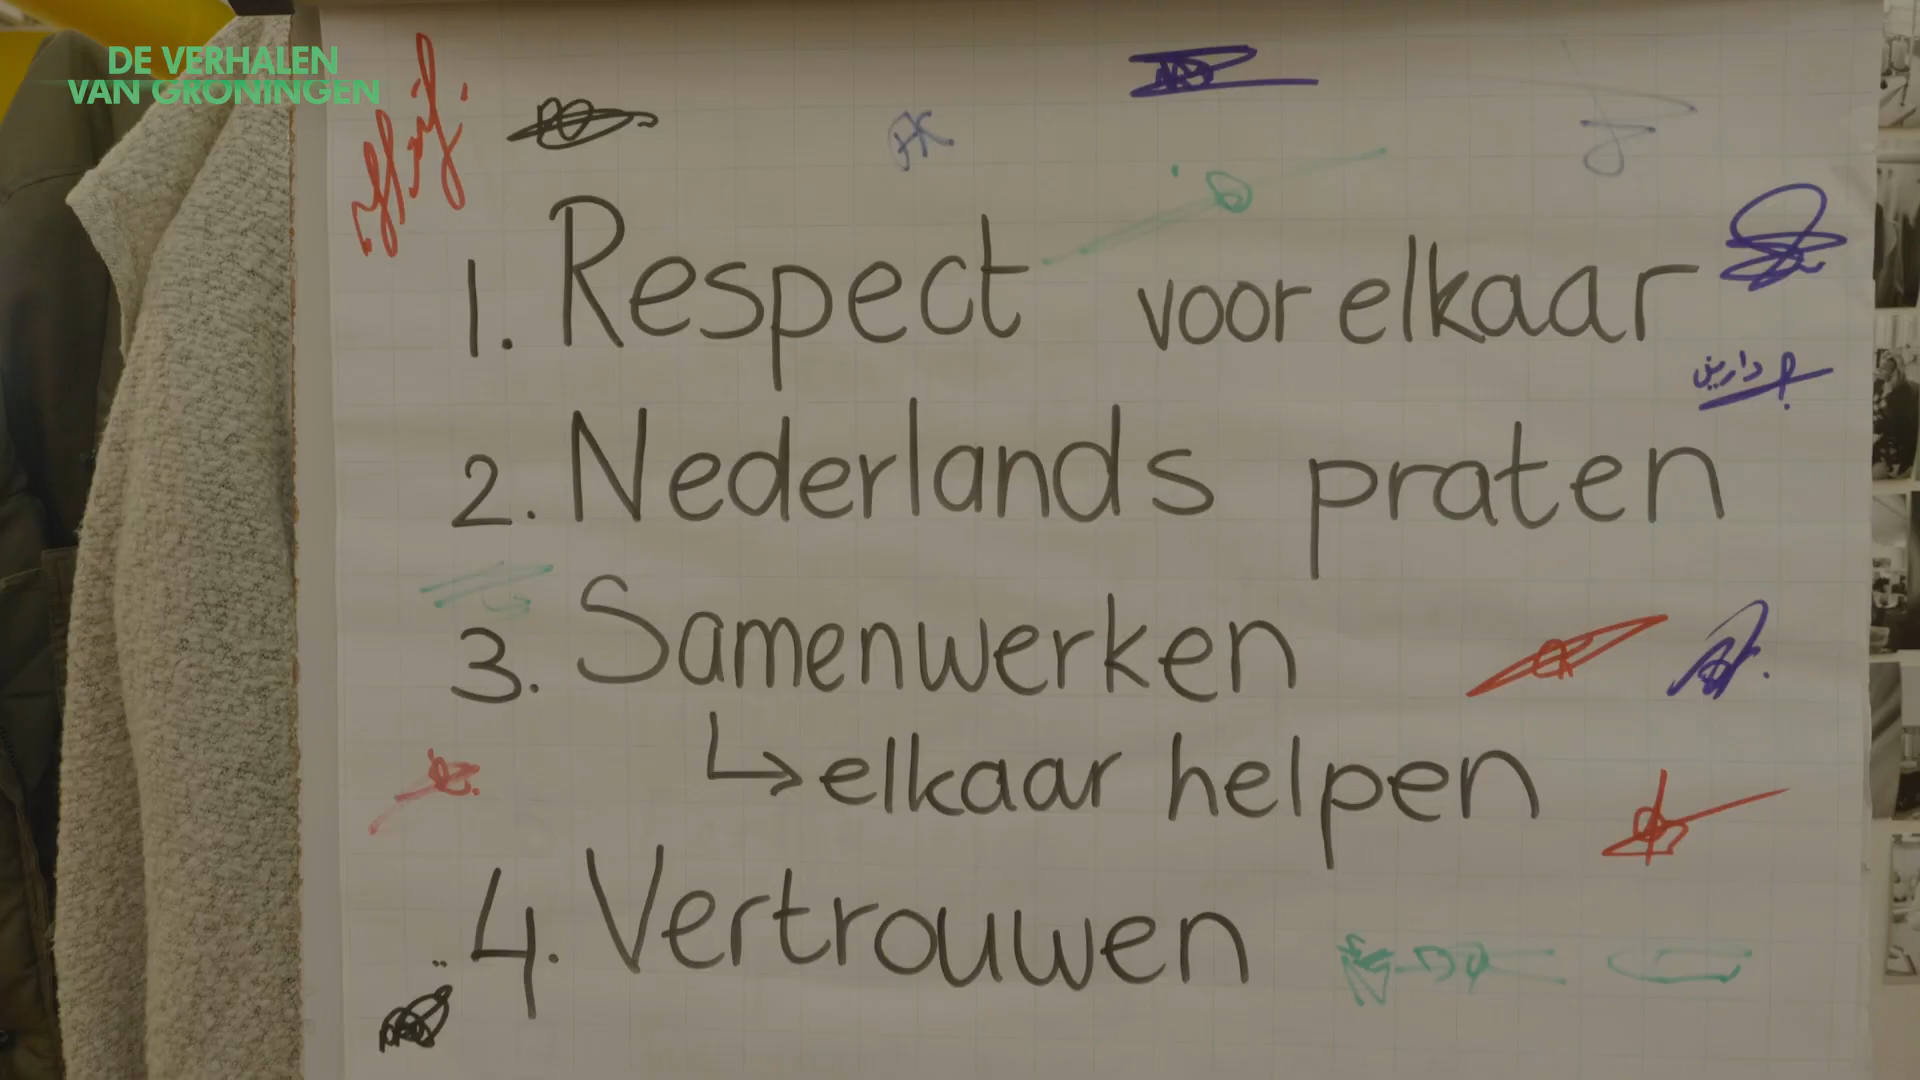 DE VERHALEN
VAN GRONINGEN
1. Respect voor elkaar
2. Nederlands praten
3. Samenwerken
↳ elkaar helpen
4. Vertrouwen